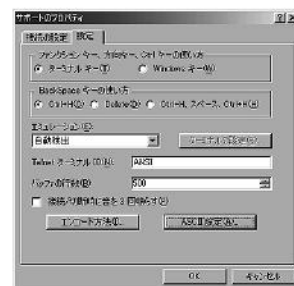 サポートのプロパティ
接続の設定 設定
ファンクション キー、方向キー、Ctrl キーの使い方
ターミナル キー(T) Windows キー(W)
BackSpace キーの使い方
Ctrl+H(C) Delete(D) Ctrl+H、スペース、Ctrl+H(H)
エミュレーション(E):
自動検出 ターミナルの設定(S)
Telnet ターミナル ID(N): ANSI
バッファの行数(B) 500
接続/切断時に音を 3 回鳴らす(P)
エンコード方法(I)... ASCII 設定(A)...
OK キャンセル